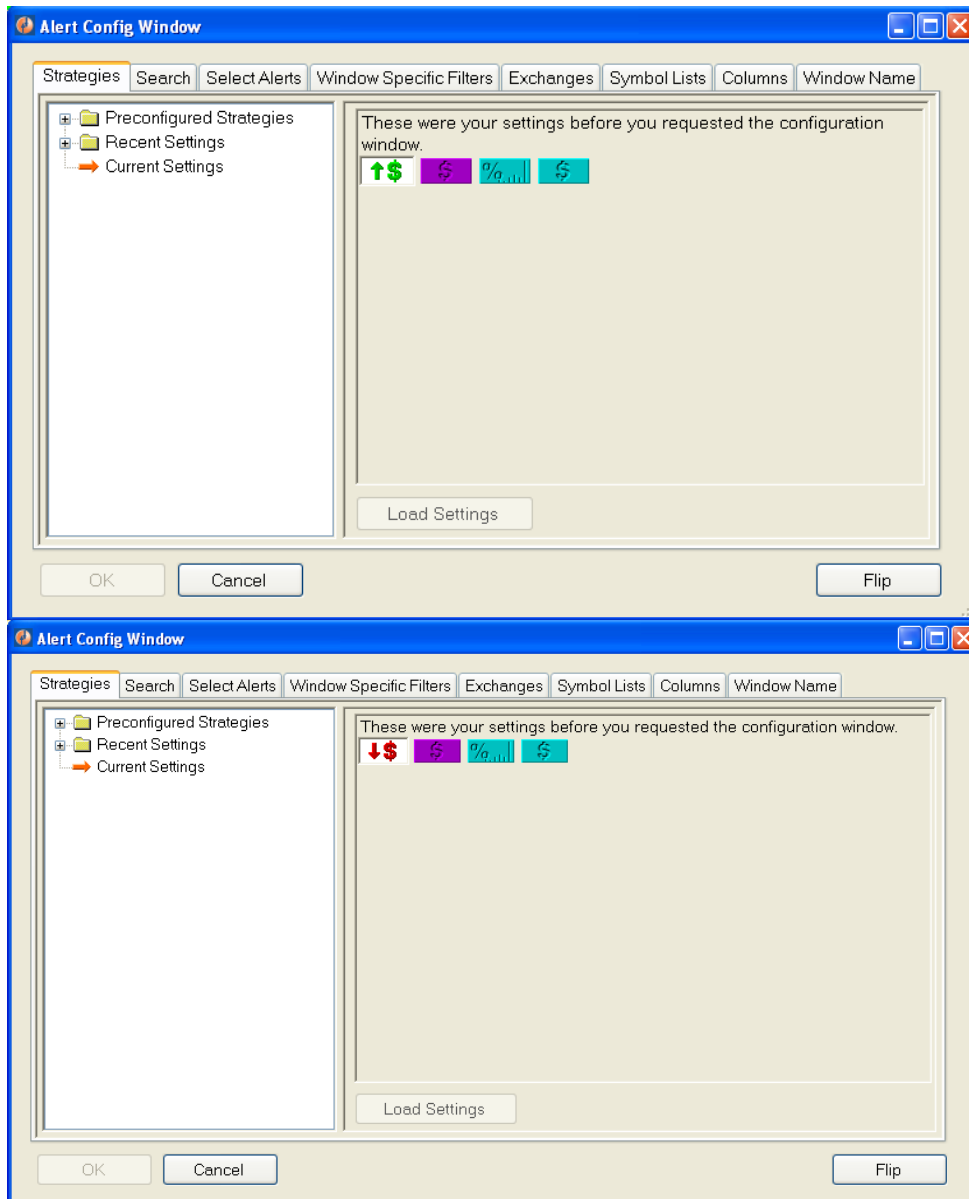 Alert Config Window
Strategies Search Select Alerts Window Specific Filters Exchanges Symbol Lists Columns Window Name
Preconfigured Strategies
Recent Settings
Current Settings
These were your settings before you requested the configuration
window.
↑$ $ % $
Load Settings
OK Cancel Flip
Alert Config Window
Strategies Search Select Alerts Window Specific Filters Exchanges Symbol Lists Columns Window Name
Preconfigured Strategies
Recent Settings
Current Settings
These were your settings before you requested the configuration window.
↓$ $ % $
Load Settings
OK Cancel Flip